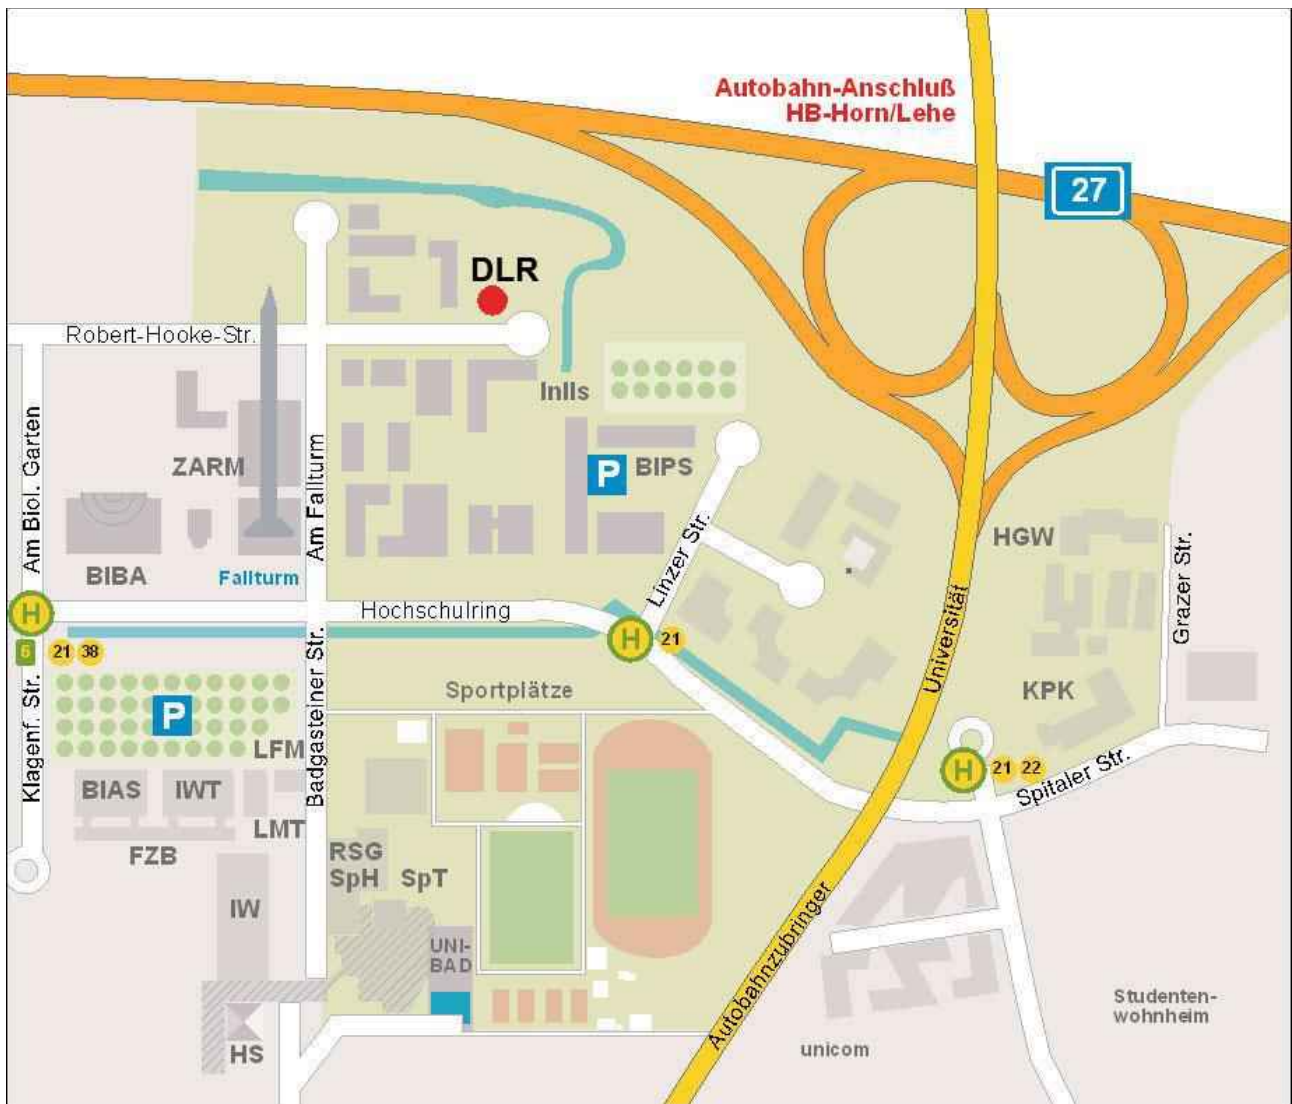 Autobahn-Anschluß
HB-Horn/Lehe
27
DLR
Robert-Hooke-Str.
InIIs
Am Biol. Garten
ZARM
Am Fallturm
P
BIPS
Linzer Str.
HGW
Grazer Str.
BIBA
Fallturm
H
Hochschulring
H
21
6
21
38
Klagenf. Str.
P
Badgasteiner Str.
Sportplätze
Universität
KPK
LFM
H
21
22
Spitaler Str.
BIAS
IWT
LMT
FZB
RSG
SpH
SpT
IW
UNI-
BAD
Autobahnzubringer
Studenten-
wohnheim
HS
unicom